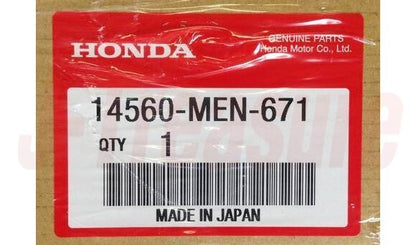 HONDA
GENUINE PARTS
Honda Motor Co., Ltd.
14560-MEN-671
QTY 1
MADE IN JAPAN